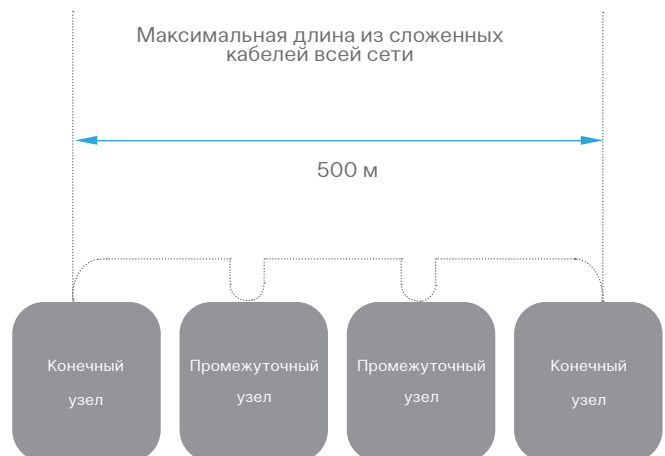 Максимальная длина из сложенных
кабелей всей сети
500 м
Конечный
узел
Промежуточный
узел
Промежуточный
узел
Конечный
узел